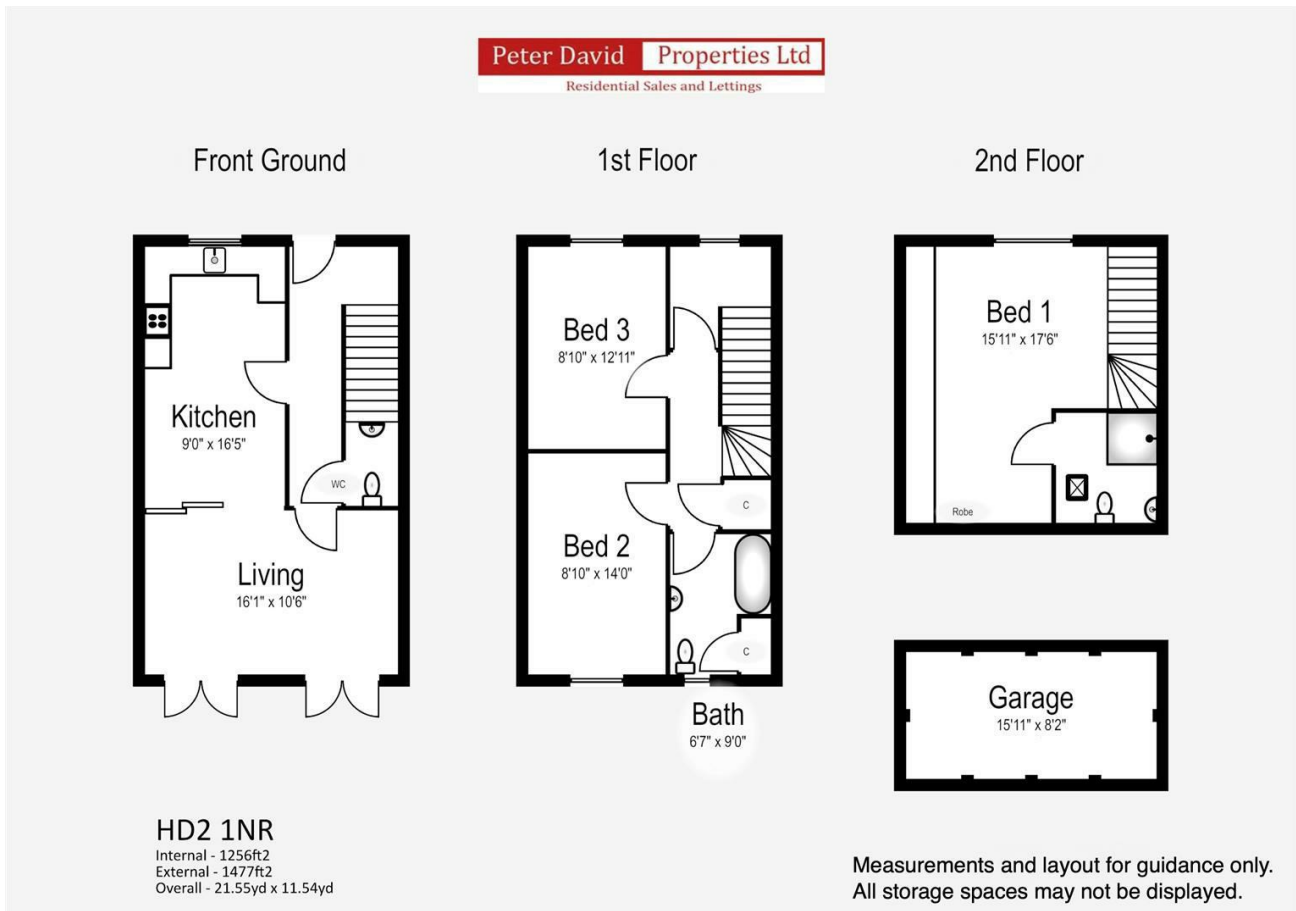 Peter David Properties Ltd
Residential Sales and Lettings
Front Ground
1st Floor
2nd Floor
Kitchen
9'0" x 16'5"
WC
Living
16'1" x 10'6"
Bed 3
8'10" x 12'11"
Bed 2
8'10" x 14'0"
C
C
Bath
6'7" x 9'0"
Bed 1
15'11" x 17'6"
Robe
Garage
15'11" x 8'2"
HD2 1NR
Internal - 1256ft2
External - 1477ft2
Overall - 21.55yd x 11.54yd
Measurements and layout for guidance only.
All storage spaces may not be displayed.